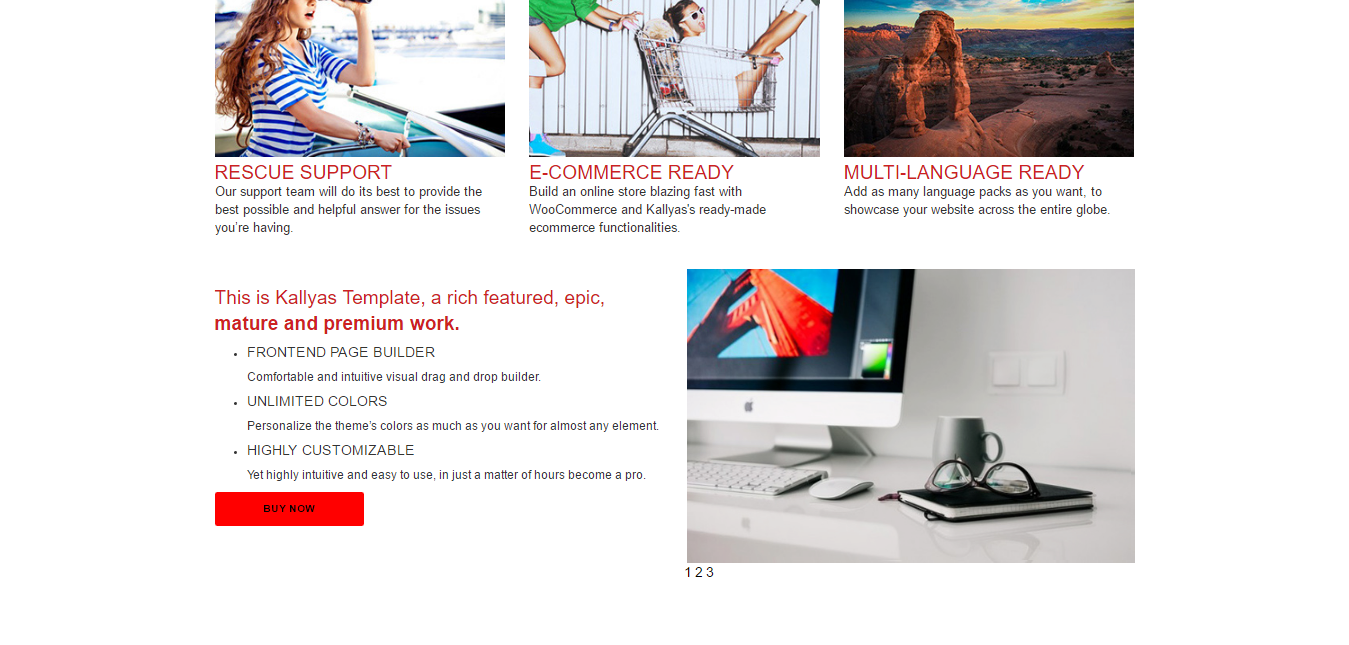 RESCUE SUPPORT
Our support team will do its best to provide the
best possible and helpful answer for the issues
you're having.
E-COMMERCE READY
Build an online store blazing fast with
WooCommerce and Kallyas's ready-made
ecommerce functionalities.
MULTI-LANGUAGE READY
Add as many language packs as you want, to
showcase your website across the entire globe.
This is Kallyas Template, a rich featured, epic,
mature and premium work.
• FRONTEND PAGE BUILDER
Comfortable and intuitive visual drag and drop builder.
• UNLIMITED COLORS
Personalize the theme's colors as much as you want for almost any element.
• HIGHLY CUSTOMIZABLE
Yet highly intuitive and easy to use, in just a matter of hours become a pro.
BUY NOW
1 2 3